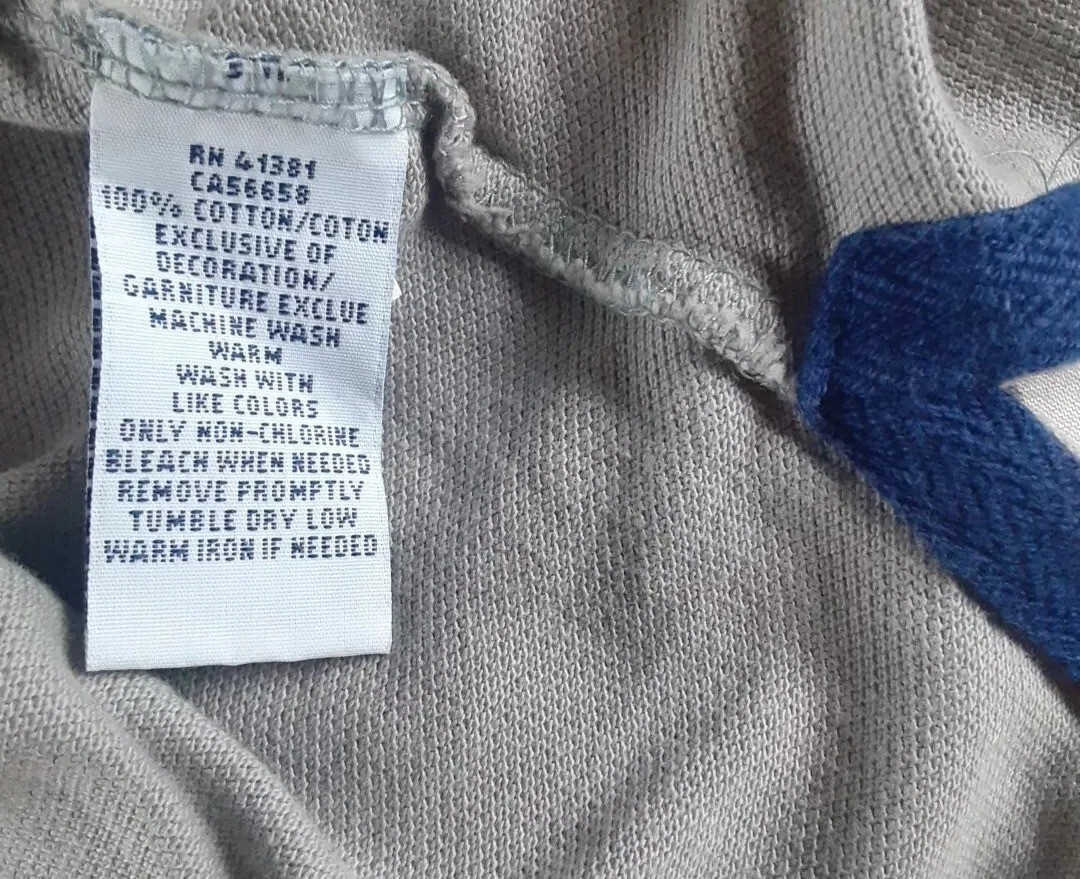 RN 41381
CA56658
100% COTTON/COTON
EXCLUSIVE OF
DECORATION/
GARNITURE EXCLUE
MACHINE WASH
WARM
WASH WITH
LIKE COLORS
ONLY NON-CHLORINE
BLEACH WHEN NEEDED
REMOVE PROMPTLY
TUMBLE DRY LOW
WARM IRON IF NEEDED